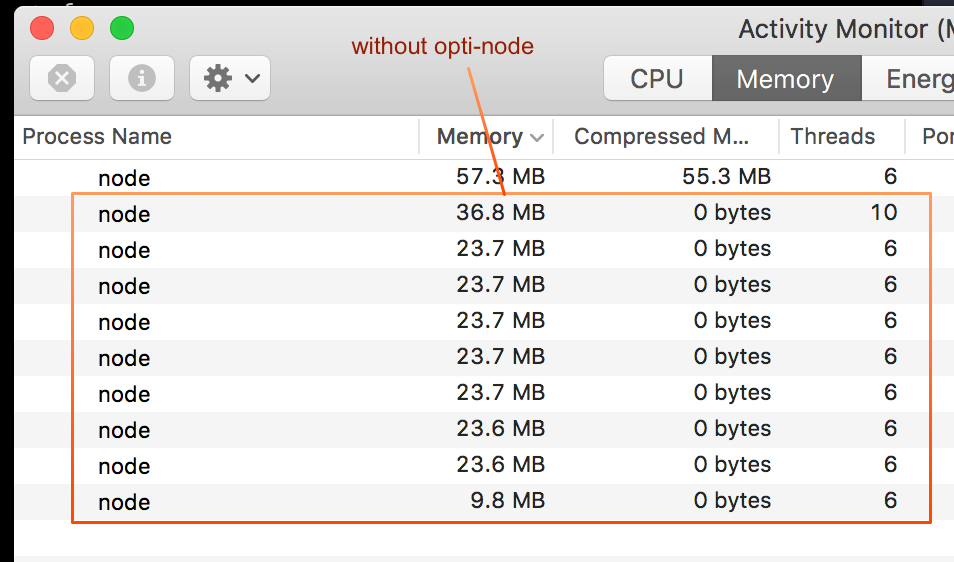 Activity Monitor (M
without opti-node
CPU Memory Energ
Process Name Memory Compressed M... Threads Por
node 57.3 MB 55.3 MB 6
node 36.8 MB 0 bytes 10
node 23.7 MB 0 bytes 6
node 23.7 MB 0 bytes 6
node 23.7 MB 0 bytes 6
node 23.7 MB 0 bytes 6
node 23.7 MB 0 bytes 6
node 23.6 MB 0 bytes 6
node 23.6 MB 0 bytes 6
node 9.8 MB 0 bytes 6